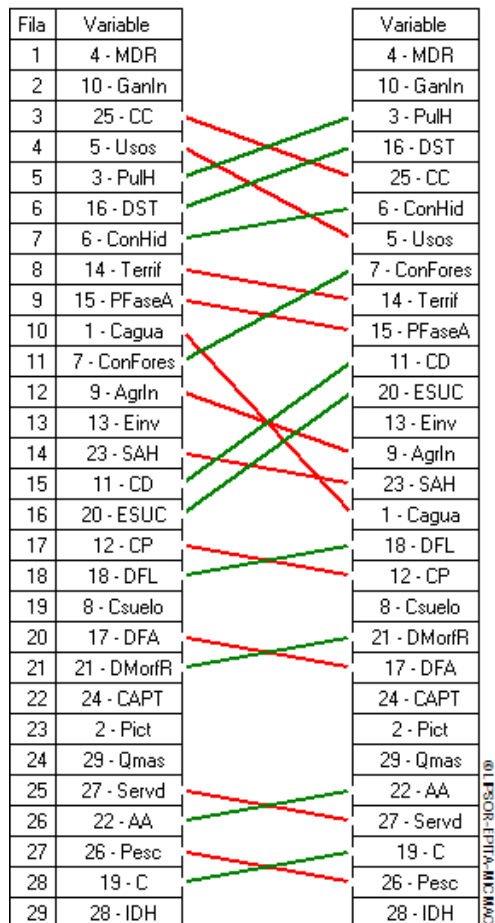 Fila Variable Variable
1 4 - MDR 4 - MDR
2 10 - GanIn 10 - GanIn
3 25 - CC 3 - PulH
4 5 - Usos 16 - DST
5 3 - PulH 25 - CC
6 16 - DST 6 - ConHid
7 6 - ConHid 5 - Usos
8 14 - Terrif 7 - ConFores
9 15 - PFaseA 14 - Terrif
10 1 - Cagua 15 - PFaseA
11 7 - ConFores 11 - CD
12 9 - AgrIn 20 - ESUC
13 13 - Einv 13 - Einv
14 23 - SAH 9 - AgrIn
15 11 - CD 23 - SAH
16 20 - ESUC 1 - Cagua
17 12 - CP 18 - DFL
18 18 - DFL 12 - CP
19 8 - Csuelo 8 - Csuelo
20 17 - DFA 21 - DMorfR
21 21 - DMorfR 17 - DFA
22 24 - CAPT 24 - CAPT
23 2 - Pict 2 - Pict
24 29 - Qmas 29 - Qmas
25 27 - Servd 22 - AA
26 22 - AA 27 - Servd
27 26 - Pesc 19 - C
28 19 - C 26 - Pesc
29 28 - IDH 28 - IDH
© LIPSOR-EPITA-MICMAC